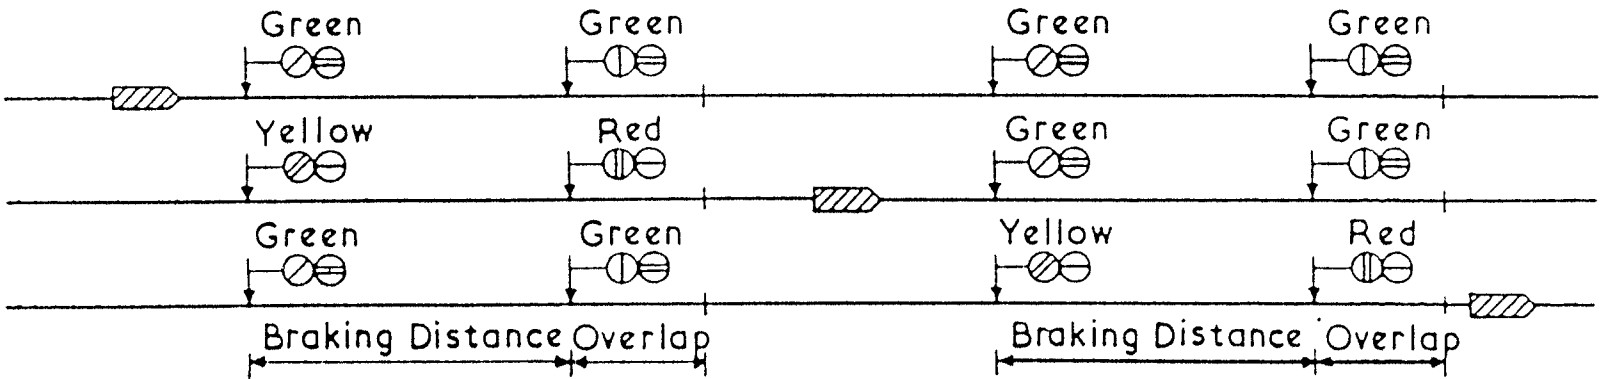 Green Green Green Green
Yellow Red Green Green
Green Green Yellow Red
Braking Distance Overlap Braking Distance Overlap